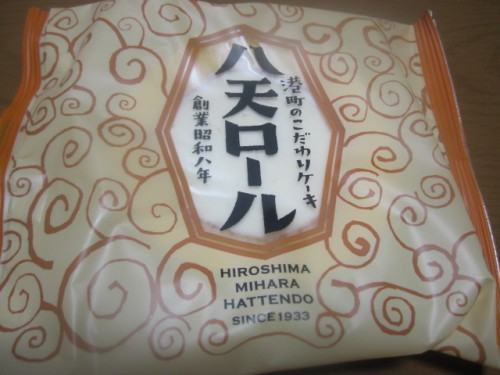 港町のこだわりケーキ
八天ロール
創業昭和八年
HIROSHIMA
MIHARA
HATTENDO
SINCE1933